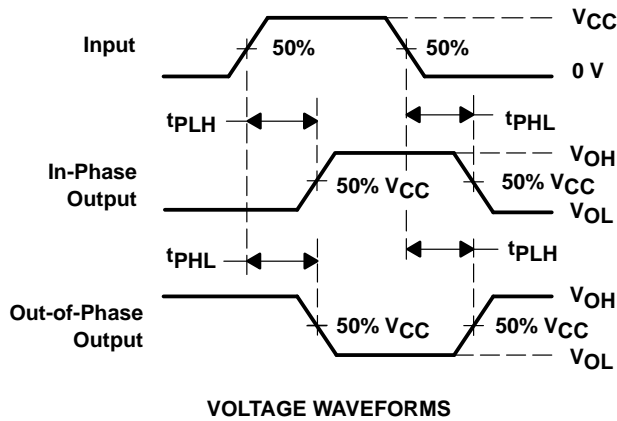 VCC
Input
50%
50%
0 V
tPLH
tPHL
VOH
In-Phase
Output
50% VCC
50% VCC
VOL
tPHL
tPLH
VOH
Out-of-Phase
Output
50% VCC
50% VCC
VOL
VOLTAGE WAVEFORMS